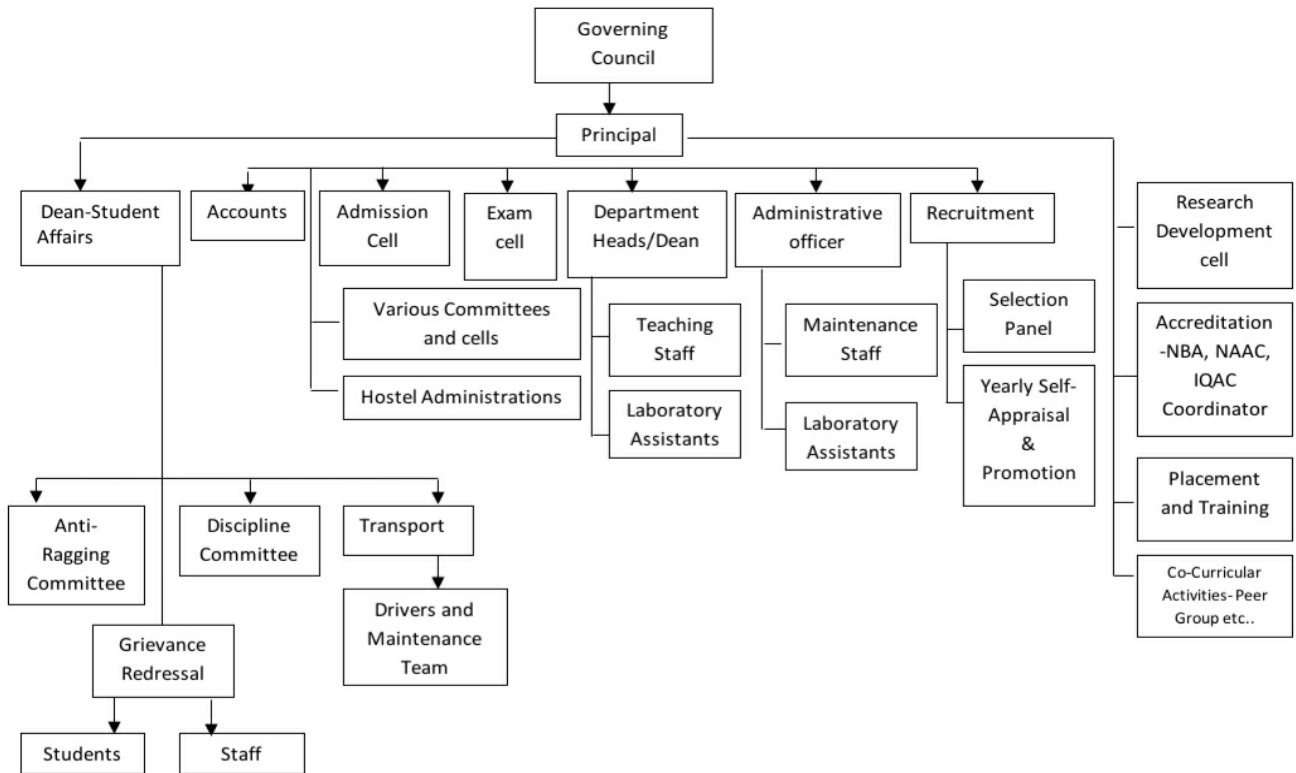 Governing
Council
Principal
Dean-Student
Affairs
Accounts
Admission
Cell
Exam
cell
Department
Heads/Dean
Administrative
officer
Recruitment
Research
Development
cell
Various Committees
and cells
Hostel Administrations
Teaching
Staff
Laboratory
Assistants
Maintenance
Staff
Laboratory
Assistants
Selection
Panel
Yearly Self-
Appraisal
&
Promotion
Accreditation
-NBA, NAAC,
IQAC
Coordinator
Placement
and Training
Co-Curricular
Activities- Peer
Group etc..
Anti-
Ragging
Committee
Discipline
Committee
Transport
Drivers and
Maintenance
Team
Grievance
Redressal
Students
Staff